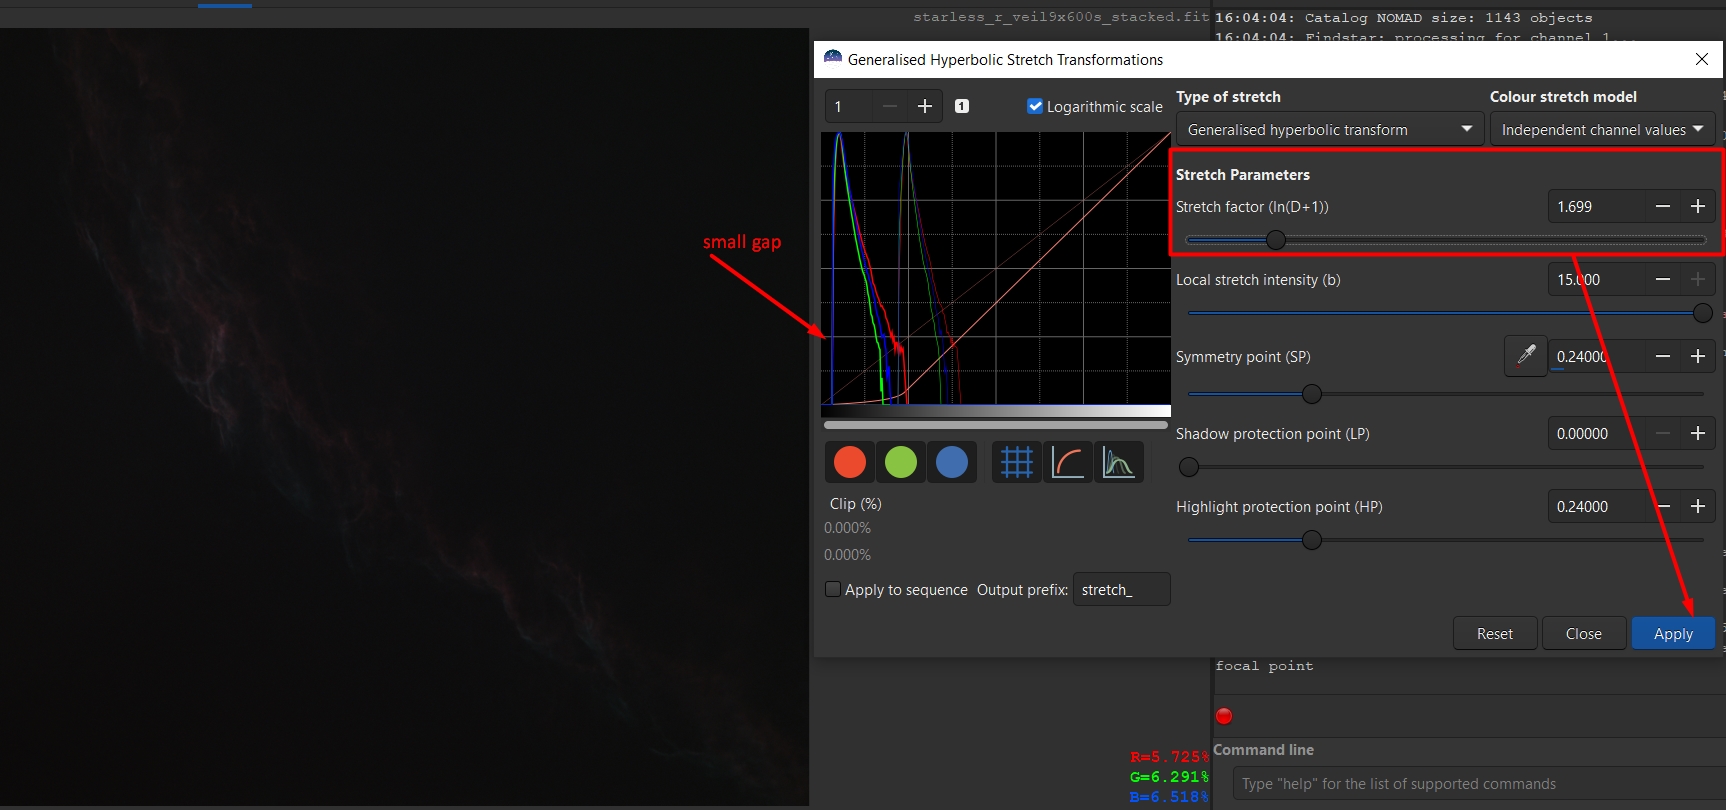 starless_r_veil9x600s_stacked.fit
16:04:04: Catalog NOMAD size: 1143 objects
16:04:04: Findstar: processing for channel 1...
Generalised Hyperbolic Stretch Transformations
1
1
Logarithmic scale
Type of stretch
Colour stretch model
Generalised hyperbolic transform
Independent channel values
Stretch Parameters
Stretch factor (ln(D+1))
1.699
small gap
Local stretch intensity (b)
15.000
Symmetry point (SP)
0.24000
Shadow protection point (LP)
0.00000
Highlight protection point (HP)
0.24000
Clip (%)
0.000%
0.000%
Apply to sequence
Output prefix:
stretch_
Reset
Close
Apply
focal point
R=5.725%
G=6.291%
B=6.518%
Command line
Type "help" for the list of supported commands